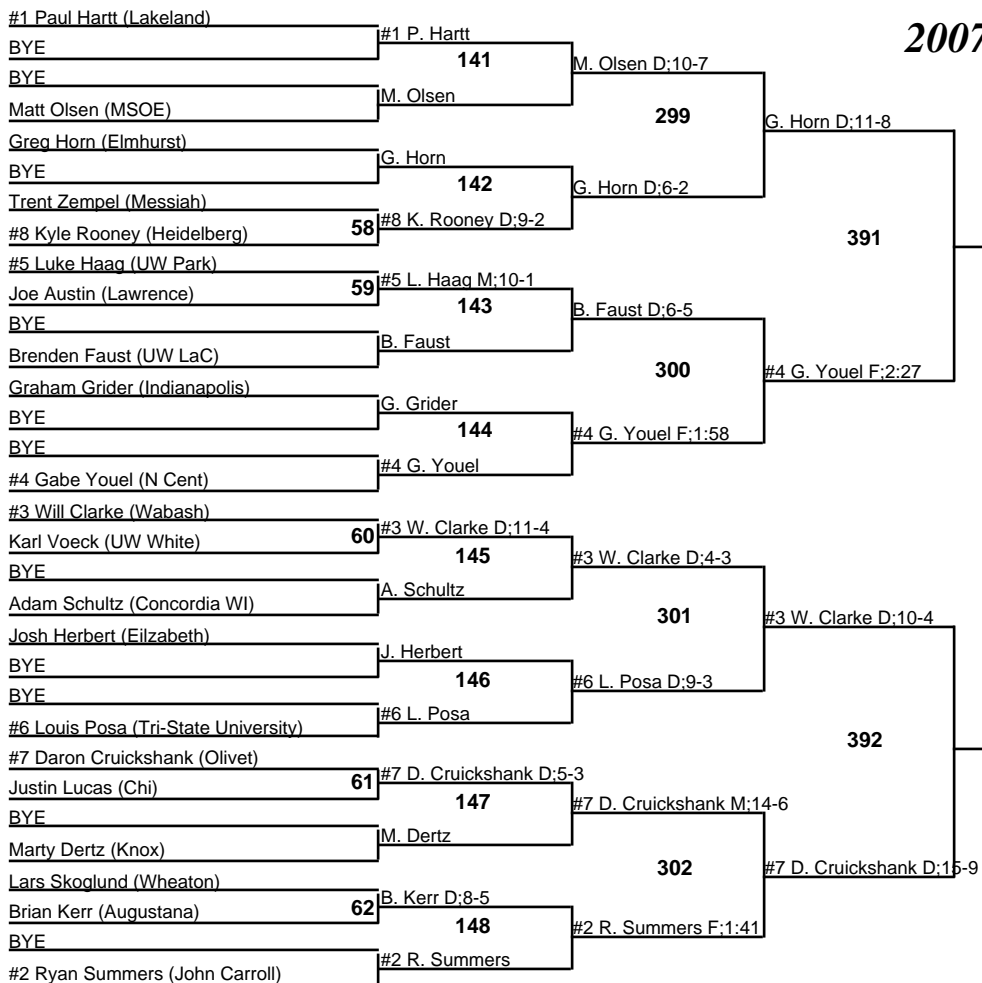 2007
#1 Paul Hartt (Lakeland)
BYE
BYE
Matt Olsen (MSOE)
Greg Horn (Elmhurst)
BYE
Trent Zempel (Messiah)
#8 Kyle Rooney (Heidelberg)
58
#5 Luke Haag (UW Park)
Joe Austin (Lawrence)
59
BYE
Brenden Faust (UW LaC)
Graham Grider (Indianapolis)
BYE
BYE
#4 Gabe Youel (N Cent)
#3 Will Clarke (Wabash)
Karl Voeck (UW White)
60
BYE
Adam Schultz (Concordia WI)
Josh Herbert (Eilzabeth)
BYE
BYE
#6 Louis Posa (Tri-State University)
#7 Daron Cruickshank (Olivet)
Justin Lucas (Chi)
61
BYE
Marty Dertz (Knox)
Lars Skoglund (Wheaton)
Brian Kerr (Augustana)
62
BYE
#2 Ryan Summers (John Carroll)
#1 P. Hartt
141
M. Olsen
G. Horn
142
#8 K. Rooney D;9-2
#5 L. Haag M;10-1
143
B. Faust
G. Grider
144
#4 G. Youel
#3 W. Clarke D;11-4
145
A. Schultz
J. Herbert
146
#6 L. Posa
#7 D. Cruickshank D;5-3
147
M. Dertz
B. Kerr D;8-5
148
#2 R. Summers
M. Olsen D;10-7
299
G. Horn D;6-2
B. Faust D;6-5
300
#4 G. Youel F;1:58
#3 W. Clarke D;4-3
301
#6 L. Posa D;9-3
#7 D. Cruickshank M;14-6
302
#2 R. Summers F;1:41
G. Horn D;11-8
391
#4 G. Youel F;2:27
#3 W. Clarke D;10-4
392
#7 D. Cruickshank D;15-9